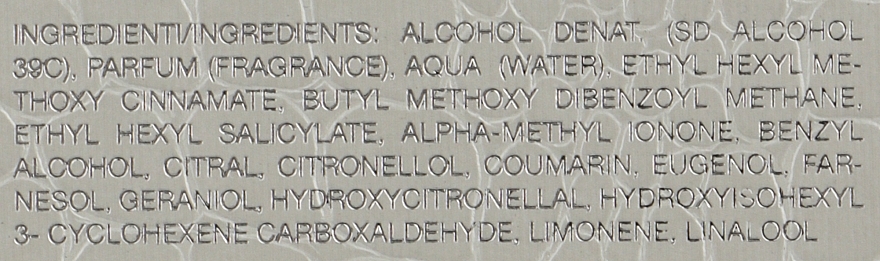 INGREDIENTI/INGREDIENTS: ALCOHOL DENAT. (SD ALCOHOL
39C), PARFUM (FRAGRANCE), AQUA (WATER), ETHYL HEXYL ME-
THOXY CINNAMATE, BUTYL METHOXY DIBENZOYL METHANE,
ETHYL HEXYL SALICYLATE, ALPHA-METHYL IONONE, BENZYL
ALCOHOL, CITRAL, CITRONELLOL, COUMARIN, EUGENOL, FAR-
NESOL, GERANIOL, HYDROXYCITRONELLAL, HYDROXYISOHEXYL
3- CYCLOHEXENE CARBOXALDEHYDE, LIMONENE, LINALOOL